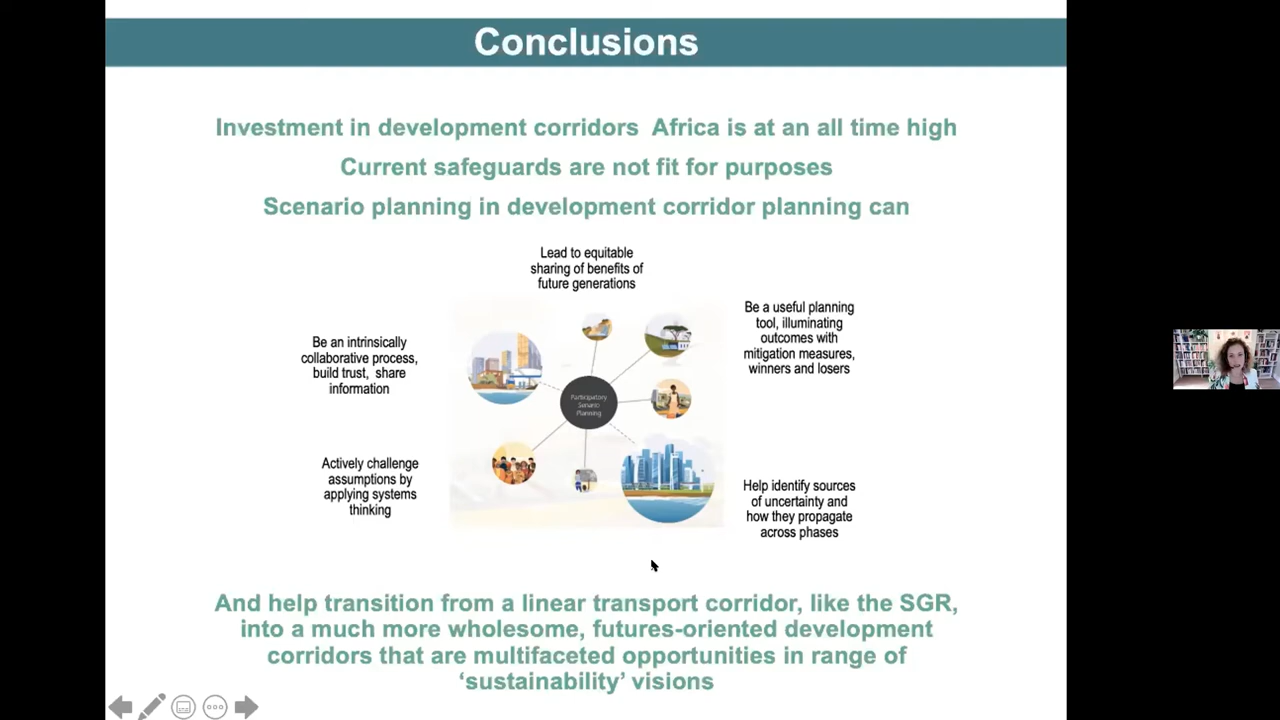 Conclusions
Investment in development corridors  Africa is at an all time high
Current safeguards are not fit for purposes
Scenario planning in development corridor planning can
Lead to equitable
sharing of benefits of
future generations
Be an intrinsically
collaborative process,
build trust,  share
information
Be a useful planning
tool, illuminating
outcomes with
mitigation measures,
winners and losers
Participatory
Senario
Planning
Actively challenge
assumptions by
applying systems
thinking
Help identify sources
of uncertainty and
how they propagate
across phases
And help transition from a linear transport corridor, like the SGR,
into a much more wholesome, futures-oriented development
corridors that are multifaceted opportunities in range of
‘sustainability’ visions